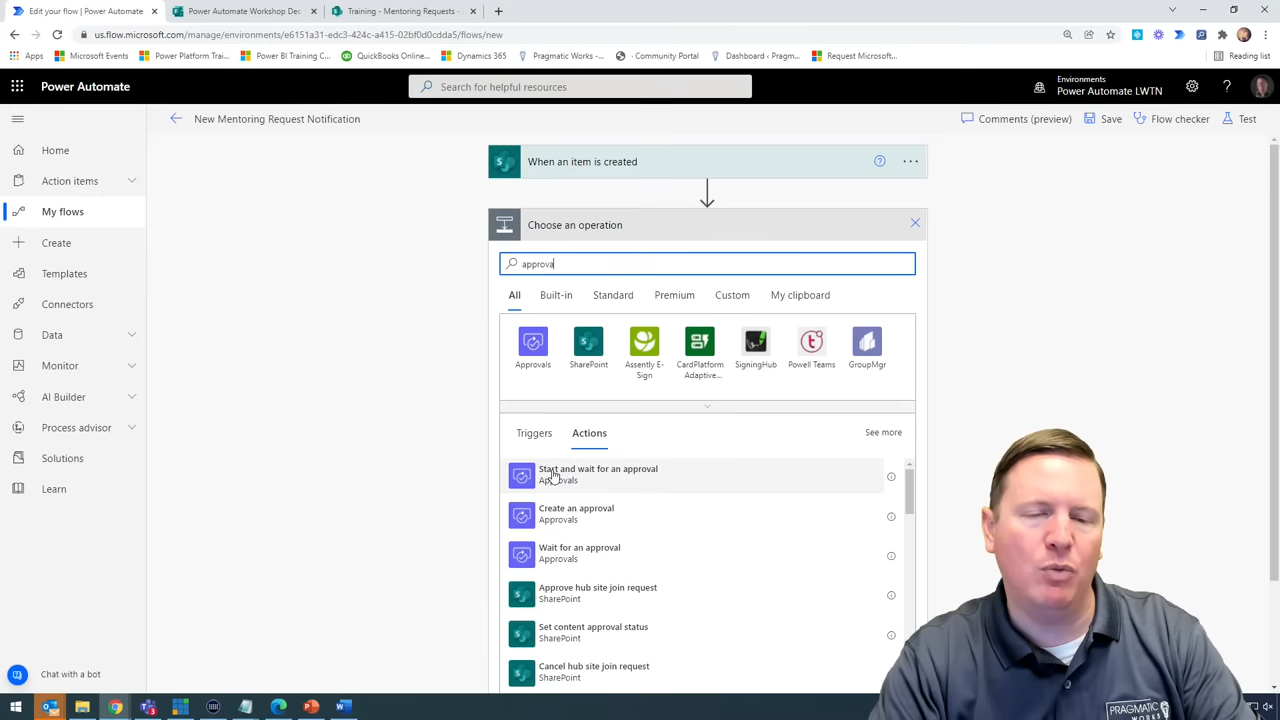 Edit your flow | Power Automate
Power Automate Workshop Dec
Training - Mentoring Requests -
us.flow.microsoft.com/manage/environments/e6151a31-edc3-424c-a415-02bf0d0cdda5/flows/new
Apps
Microsoft Events
Power Platform Trai...
Power BI Training C...
QuickBooks Online...
Dynamics 365
Pragmatic Works -
· Community Portal
Dashboard ‹ Pragm...
Request Microsoft...
Reading list
Power Automate
Search for helpful resources
Environments
Power Automate LWTN
New Mentoring Request Notification
Comments (preview)
Save
Flow checker
Test
Home
Action items
My flows
Create
Templates
Connectors
Data
Monitor
AI Builder
Process advisor
Solutions
Learn
Chat with a bot
When an item is created
Choose an operation
approva
All
Built-in
Standard
Premium
Custom
My clipboard
Approvals
SharePoint
Assently E-
Sign
CardPlatform
Adaptive...
SigningHub
Powell Teams
GroupMgr
Triggers
Actions
See more
Start and wait for an approval
Approvals
Create an approval
Approvals
Wait for an approval
Approvals
Approve hub site join request
SharePoint
Set content approval status
SharePoint
Cancel hub site join request
SharePoint
PRAGMATIC
WORKS